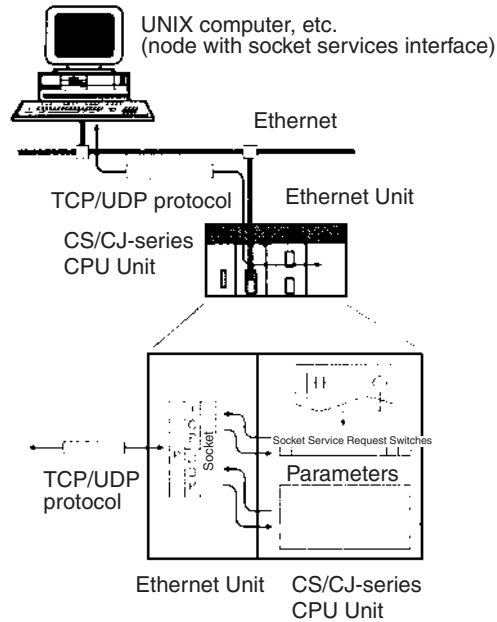 UNIX computer, etc.
(node with socket services interface)
Ethernet
TCP/UDP protocol
Ethernet Unit
CS/CJ-series
CPU Unit
Socket
Socket Service Request Switches
Parameters
TCP/UDP
protocol
Ethernet Unit
CS/CJ-series
CPU Unit